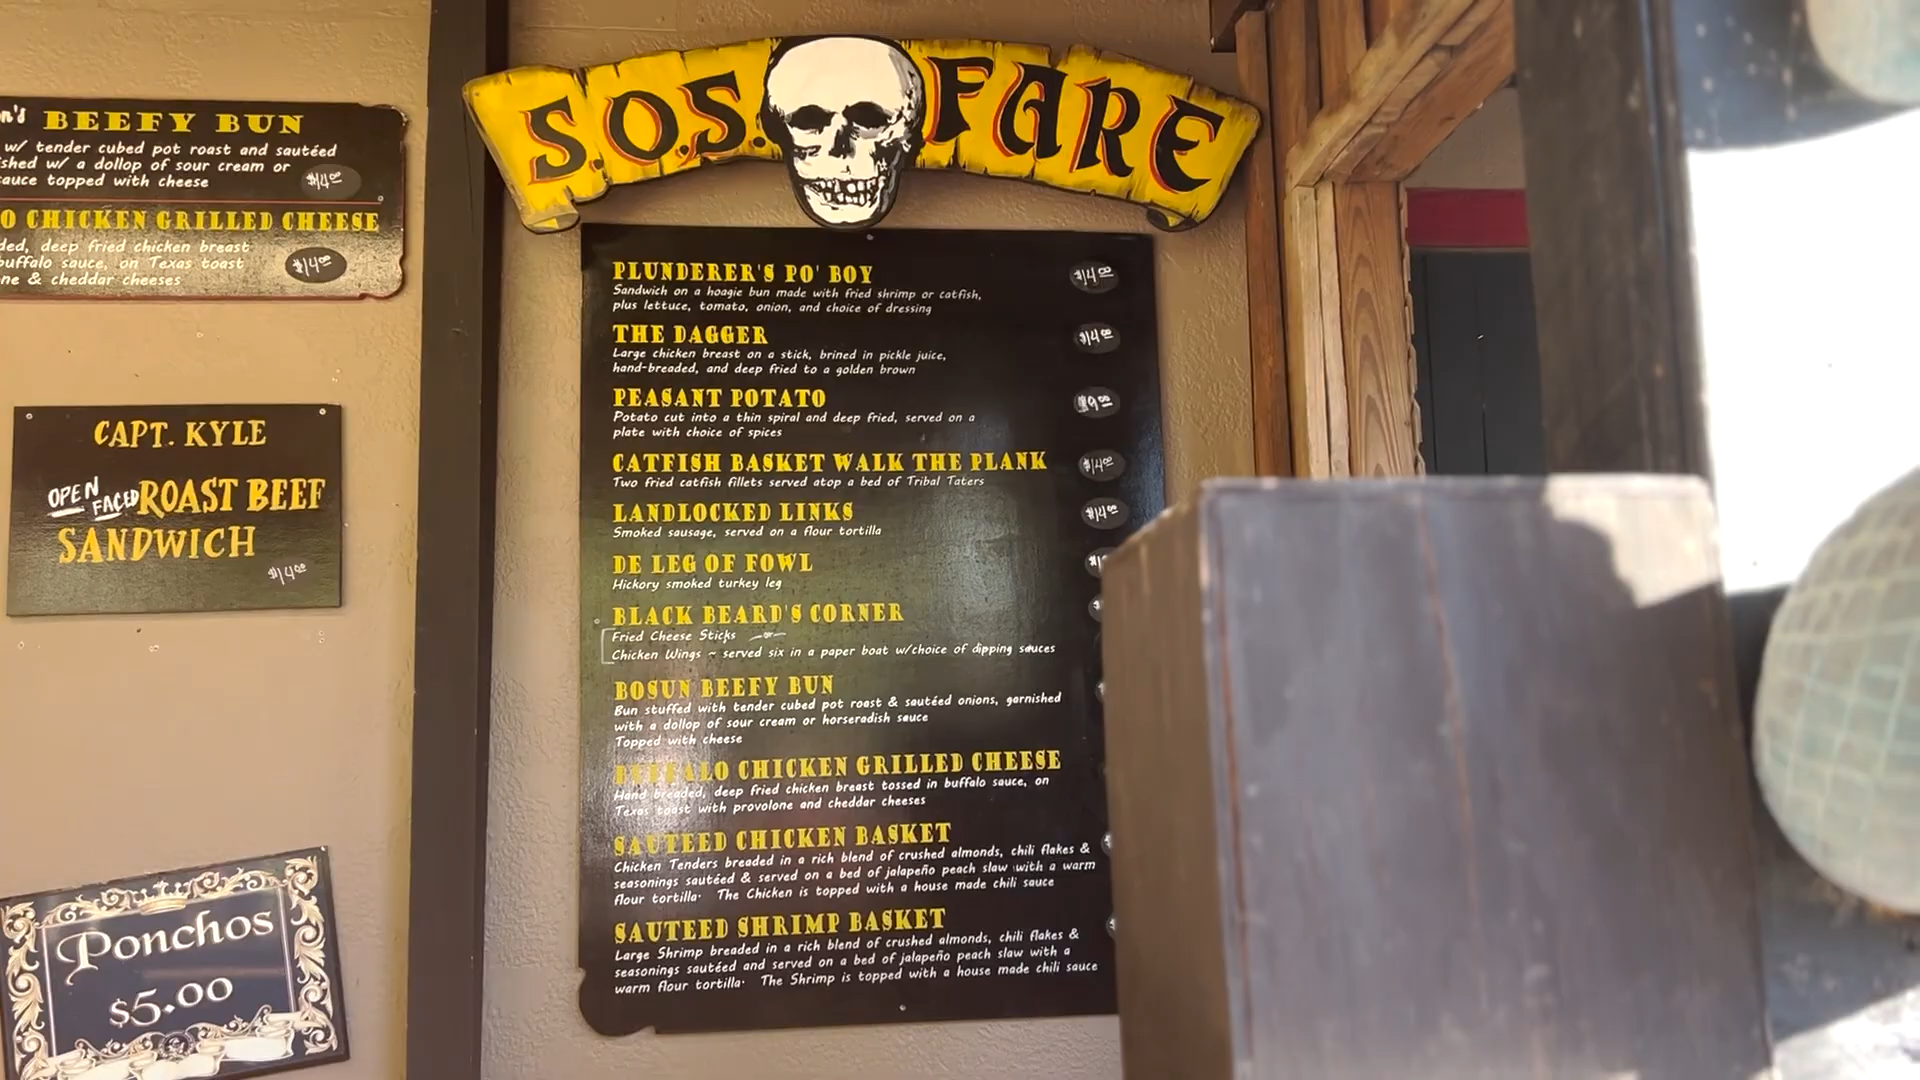 n's BEEFY BUN
w/ tender cubed pot roast and sautéed
shed w/ a dollop of sour cream or
auce topped with cheese
$14.00
O CHICKEN GRILLED CHEESE
ded, deep fried chicken breast
buffalo sauce, on Texas toast
ne & cheddar cheeses
$14.00
CAPT. KYLE
OPEN FACED ROAST BEEF
SANDWICH
$14.00
Ponchos
$5.00
S.O.S. FARE
PLUNDERER'S PO' BOY $14.00
Sandwich on a hoagie bun made with fried shrimp or catfish,
plus lettuce, tomato, onion, and choice of dressing
THE DAGGER $14.00
Large chicken breast on a stick, brined in pickle juice,
hand-breaded, and deep fried to a golden brown
PEASANT POTATO $9.00
Potato cut into a thin spiral and deep fried, served on a
plate with choice of spices
CATFISH BASKET WALK THE PLANK $14.00
Two fried catfish fillets served atop a bed of Tribal Taters
LANDLOCKED LINKS $14.00
Smoked sausage, served on a flour tortilla
DE LEG OF FOWL
Hickory smoked turkey leg
BLACK BEARD'S CORNER
Fried Cheese Sticks ~or~
Chicken Wings ~ served six in a paper boat w/choice of dipping sauces
BOSUN BEEFY BUN
Bun stuffed with tender cubed pot roast & sautéed onions, garnished
with a dollop of sour cream or horseradish sauce
Topped with cheese
BUFFALO CHICKEN GRILLED CHEESE
Hand breaded, deep fried chicken breast tossed in buffalo sauce, on
Texas toast with provolone and cheddar cheeses
SAUTEED CHICKEN BASKET
Chicken Tenders breaded in a rich blend of crushed almonds, chili flakes &
seasonings sautéed & served on a bed of jalapeño peach slaw with a warm
flour tortilla. The Chicken is topped with a house made chili sauce
SAUTEED SHRIMP BASKET
Large Shrimp breaded in a rich blend of crushed almonds, chili flakes &
seasonings sautéed and served on a bed of jalapeño peach slaw with a
warm flour tortilla. The Shrimp is topped with a house made chili sauce